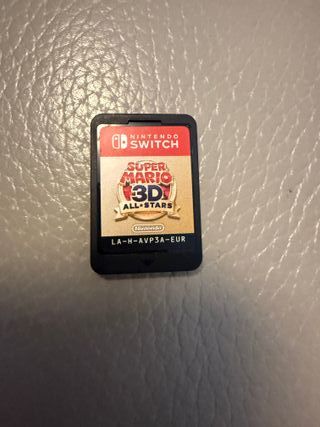 NINTENDO
SWITCH
SUPER
MARIO
3D
ALL★STARS
Nintendo
LA-H-AVP3A-EUR